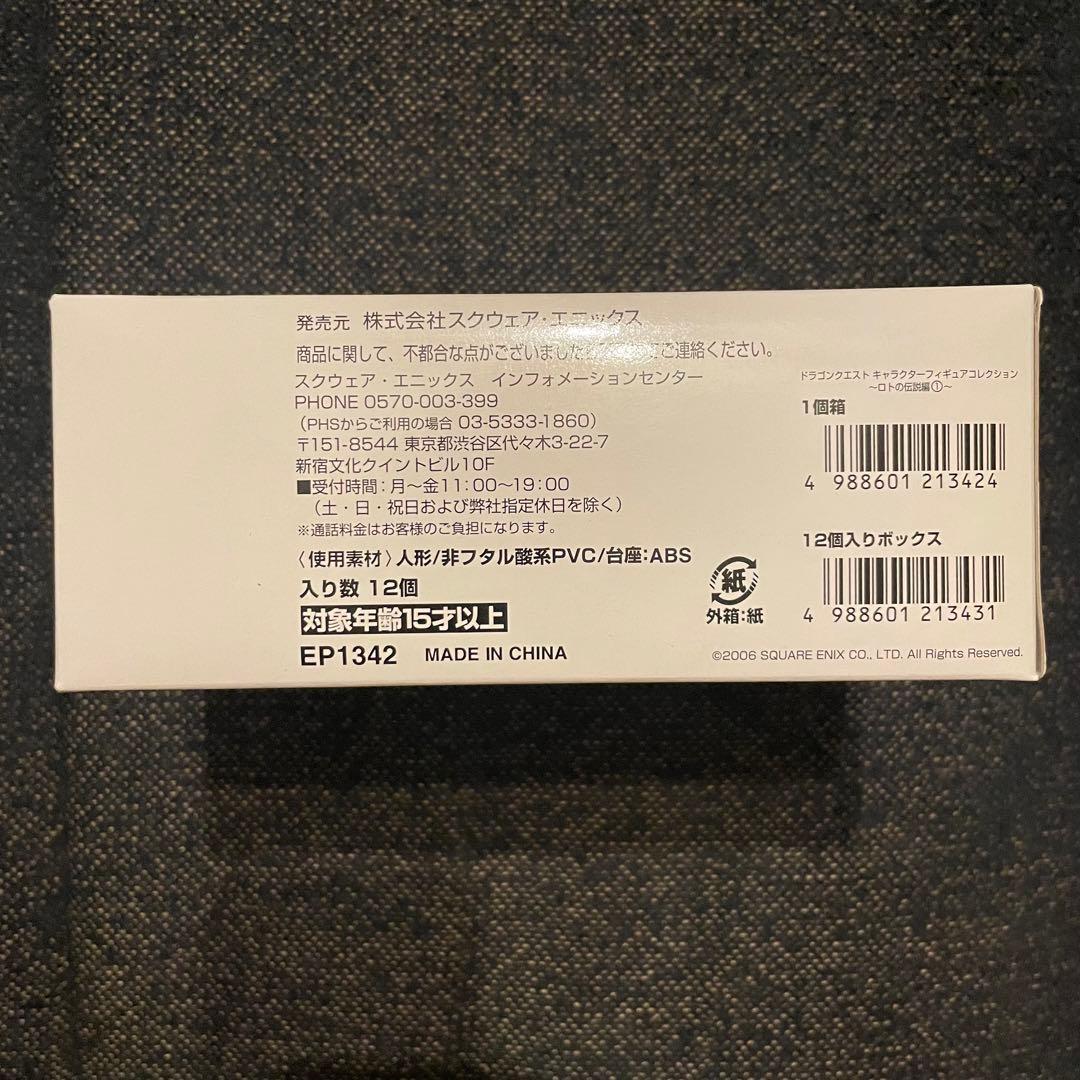 発売元 株式会社スクウェア・エニックス
商品に関して、不都合な点がございました ご連絡ください。
スクウェア・エニックス インフォメーションセンター
PHONE 0570-003-399
（PHSからご利用の場合 03-5333-1860）
〒151-8544 東京都渋谷区代々木3-22-7
新宿文化クイントビル10F
■受付時間：月〜金11:00〜19:00
（土・日・祝日および弊社指定休日を除く）
※通話料金はお客様のご負担になります。
〈使用素材〉人形/非フタル酸系PVC/台座：ABS
入り数 12個
対象年齢15才以上
EP1342 MADE IN CHINA
紙
外箱：紙
ドラゴンクエスト キャラクターフィギュアコレクション
〜ロトの伝説編①〜
1個箱
4 988601 213424
12個入りボックス
4 988601 213431
©2006 SQUARE ENIX CO., LTD. All Rights Reserved.